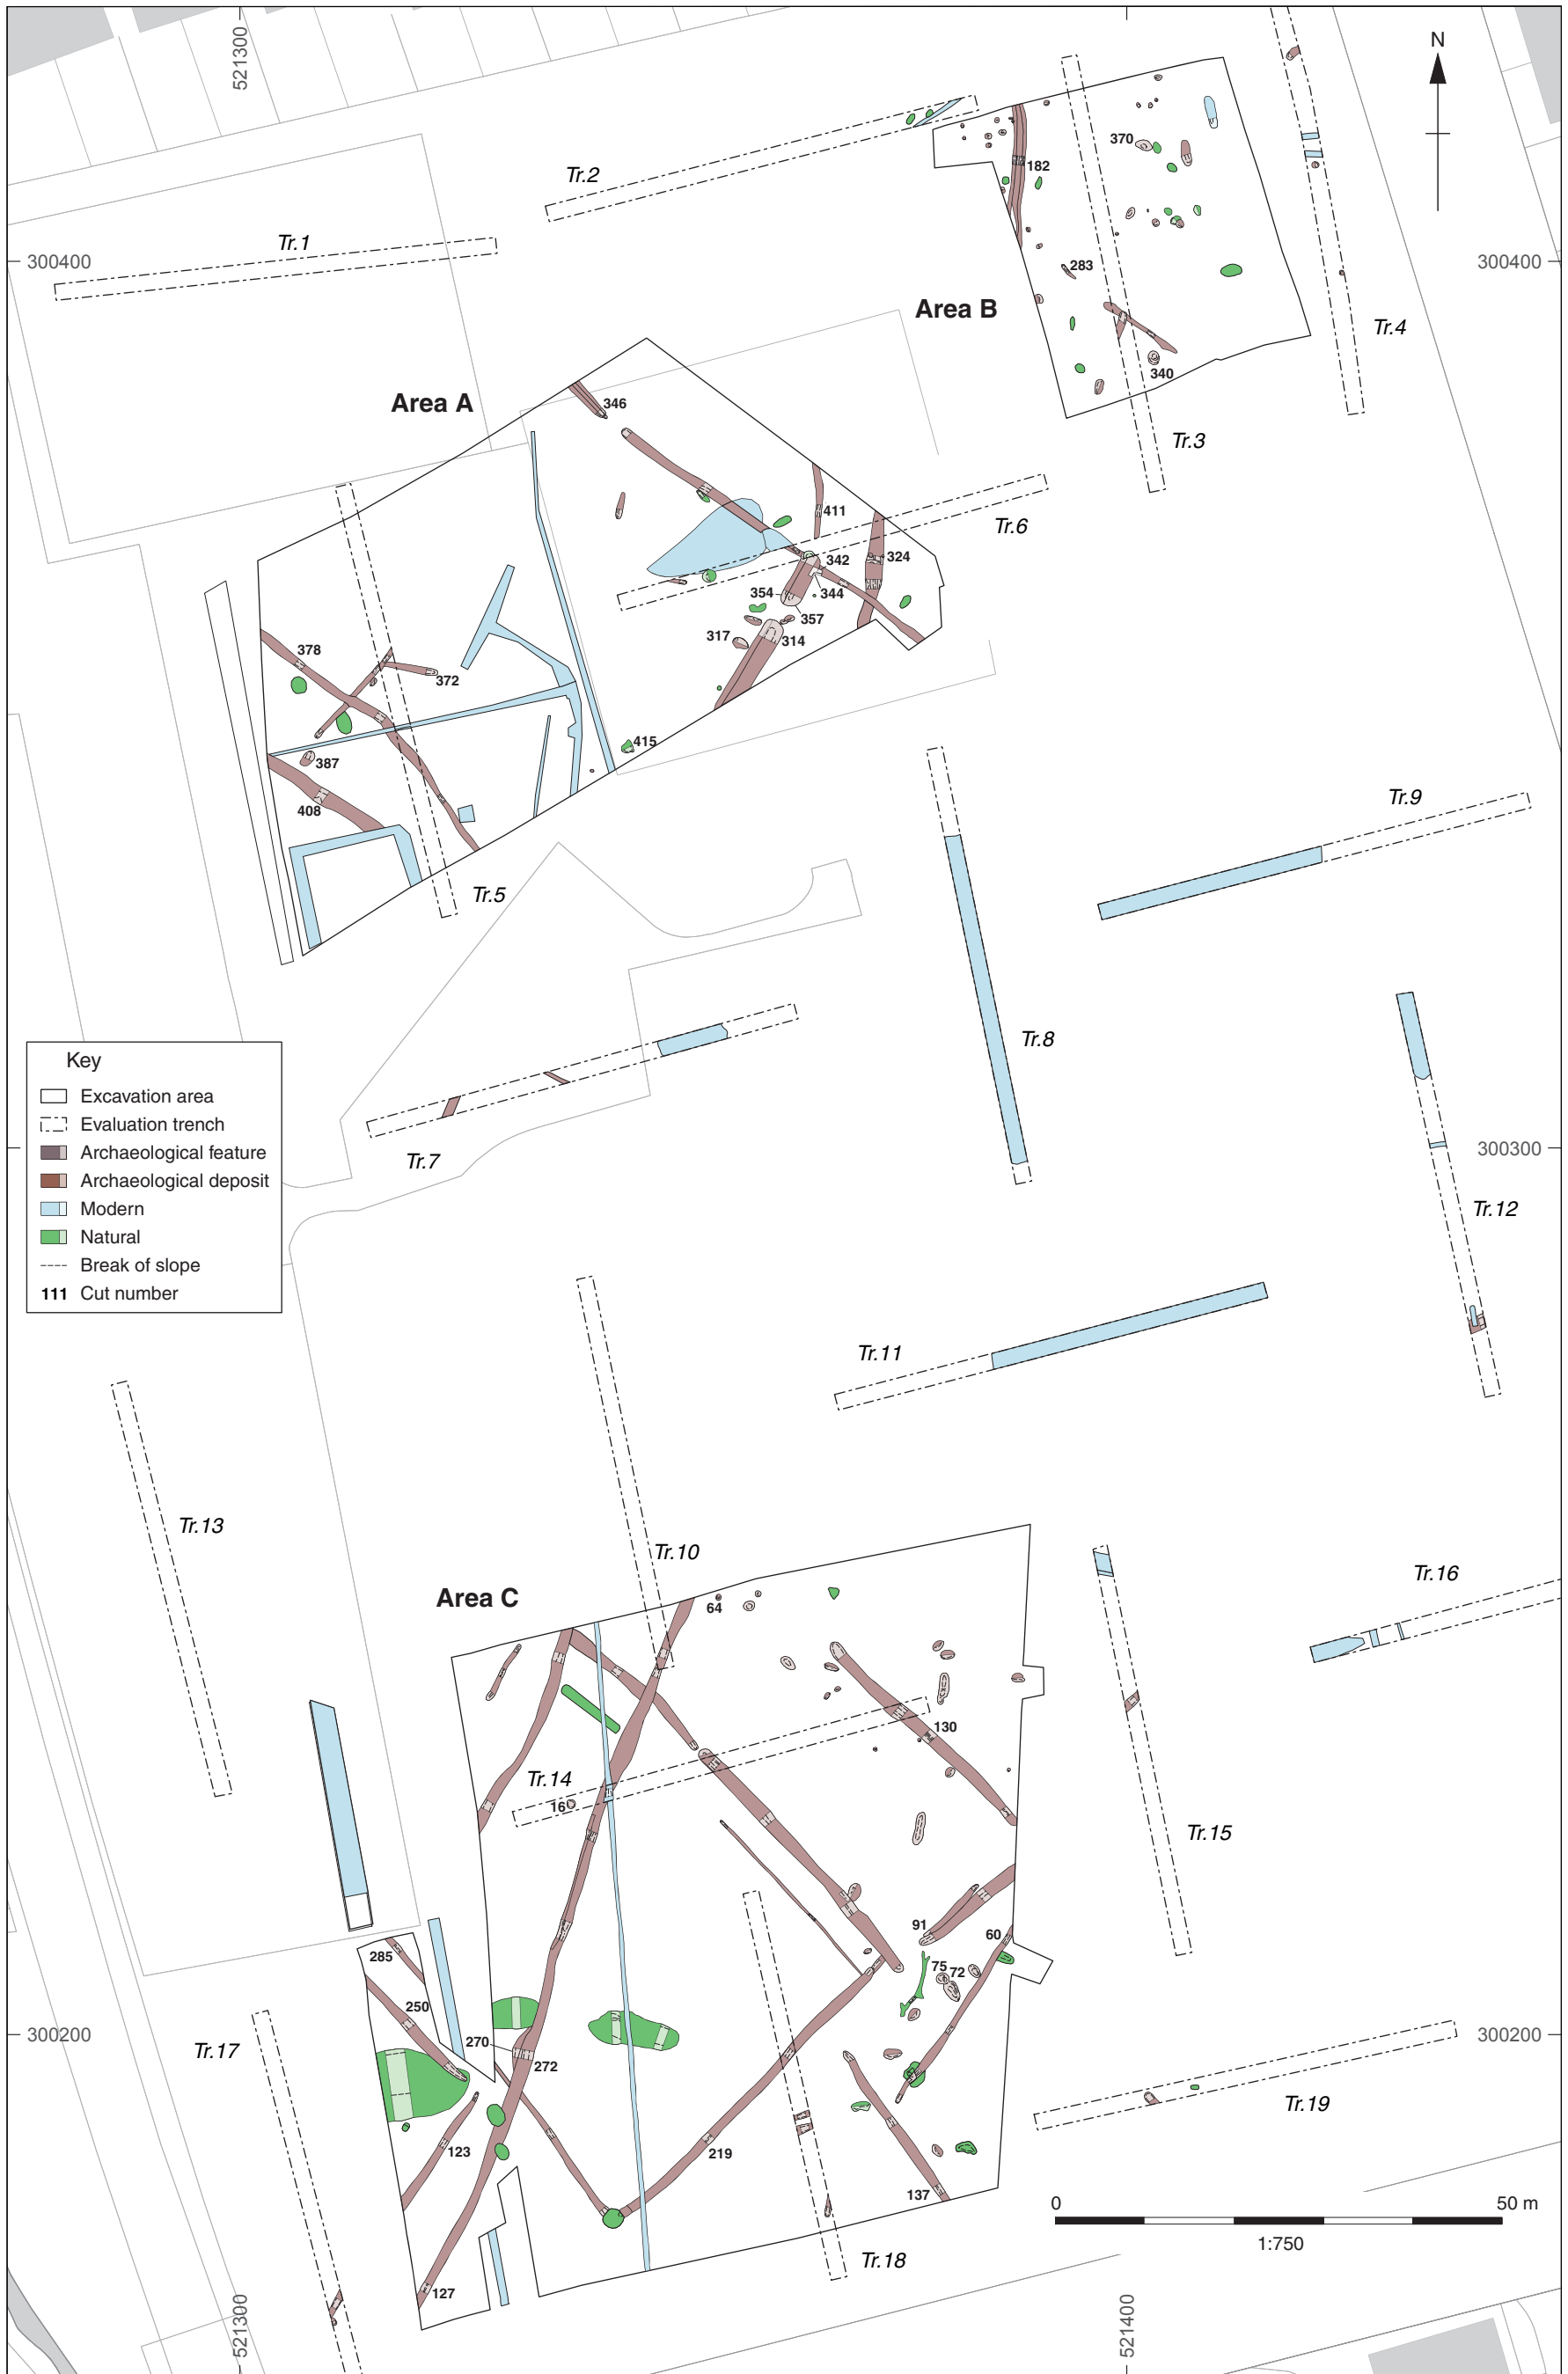 521300
N
Tr.2
370
182
Tr.1
300400
300400
283
Area B
Tr.4
340
Area A
346
Tr.3
411
Tr.6
342
324
354
344
357
317
314
378
372
415
387
408
Tr.9
Tr.5
Tr.8
Key
Excavation area
Evaluation trench
Archaeological feature
Archaeological deposit
Modern
Natural
Break of slope
111 Cut number
Tr.7
300300
Tr.12
Tr.11
Tr.13
Tr.10
Area C
64
Tr.16
130
Tr.14
16
Tr.15
91
60
285
75
72
250
300200
300200
Tr.17
270
272
Tr.19
123
219
137
0
50 m
1:750
Tr.18
127
521300
521400